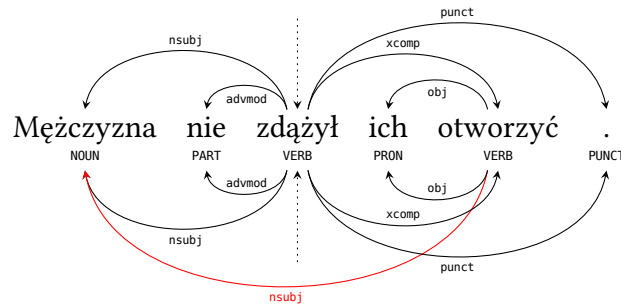 punct
nsubj xcomp
advmod obj
Mężczyzna nie zdążył ich otworzyć .
NOUN PART VERB PRON VERB PUNCT
advmod obj
xcomp
nsubj
punct
nsubj